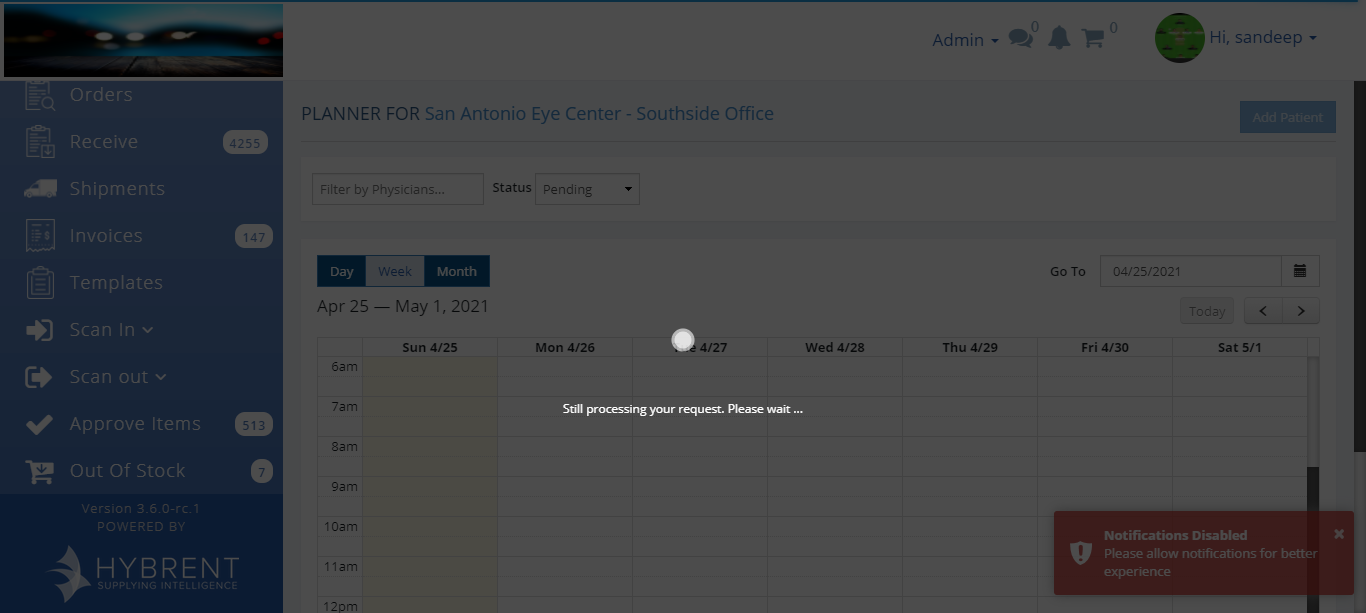 Admin
0
0
Hi, sandeep
Orders
Receive
4255
Shipments
Invoices
147
Templates
Scan In
Scan out
Approve Items
513
Out Of Stock
7
Version 3.6.0-rc.1
POWERED BY
HYBRENT
SUPPLYING INTELLIGENCE
PLANNER FOR San Antonio Eye Center - Southside Office
Add Patient
Filter by Physicians...
Status
Pending
Day
Week
Month
Go To
04/25/2021
Apr 25 — May 1, 2021
Today
Sun 4/25
Mon 4/26
4/27
Wed 4/28
Thu 4/29
Fri 4/30
Sat 5/1
6am
7am
8am
9am
10am
11am
12pm
Still processing your request. Please wait ...
Notifications Disabled
Please allow notifications for better
experience